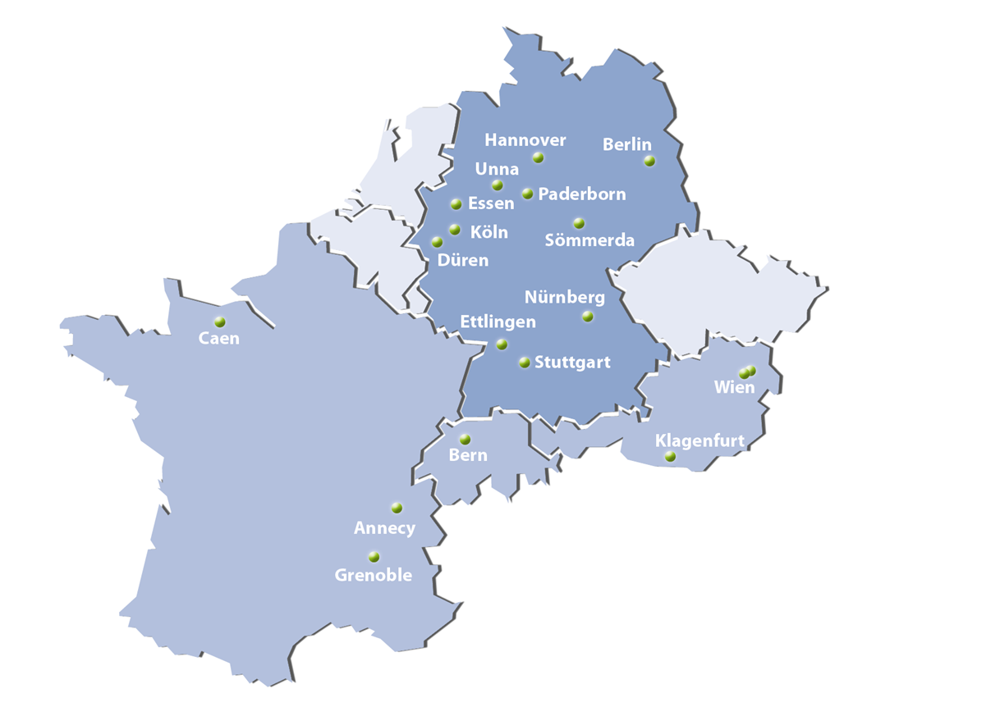 Hannover
Berlin
Unna
Paderborn
Essen
Köln
Sömmerda
Düren
Nürnberg
Ettlingen
Caen
Stuttgart
Wien
Klagenfurt
Bern
Annecy
Grenoble